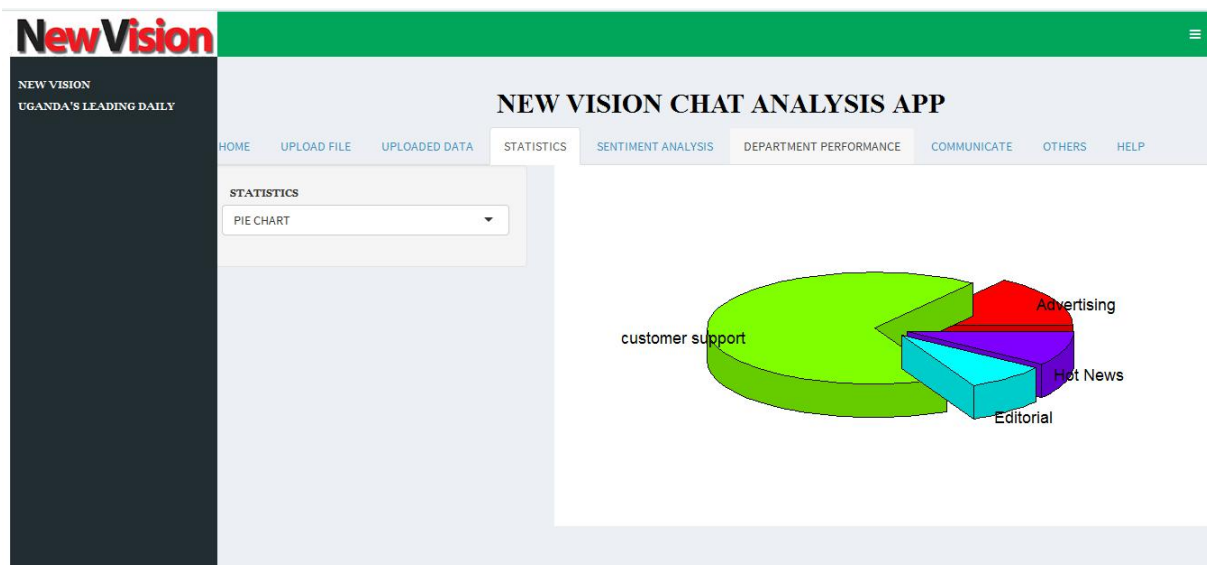 NewVision
NEW VISION
UGANDA'S LEADING DAILY
NEW VISION CHAT ANALYSIS APP
HOME UPLOAD FILE UPLOADED DATA STATISTICS SENTIMENT ANALYSIS DEPARTMENT PERFORMANCE COMMUNICATE OTHERS HELP
STATISTICS
PIE CHART
Advertising
customer support
Hot News
Editorial